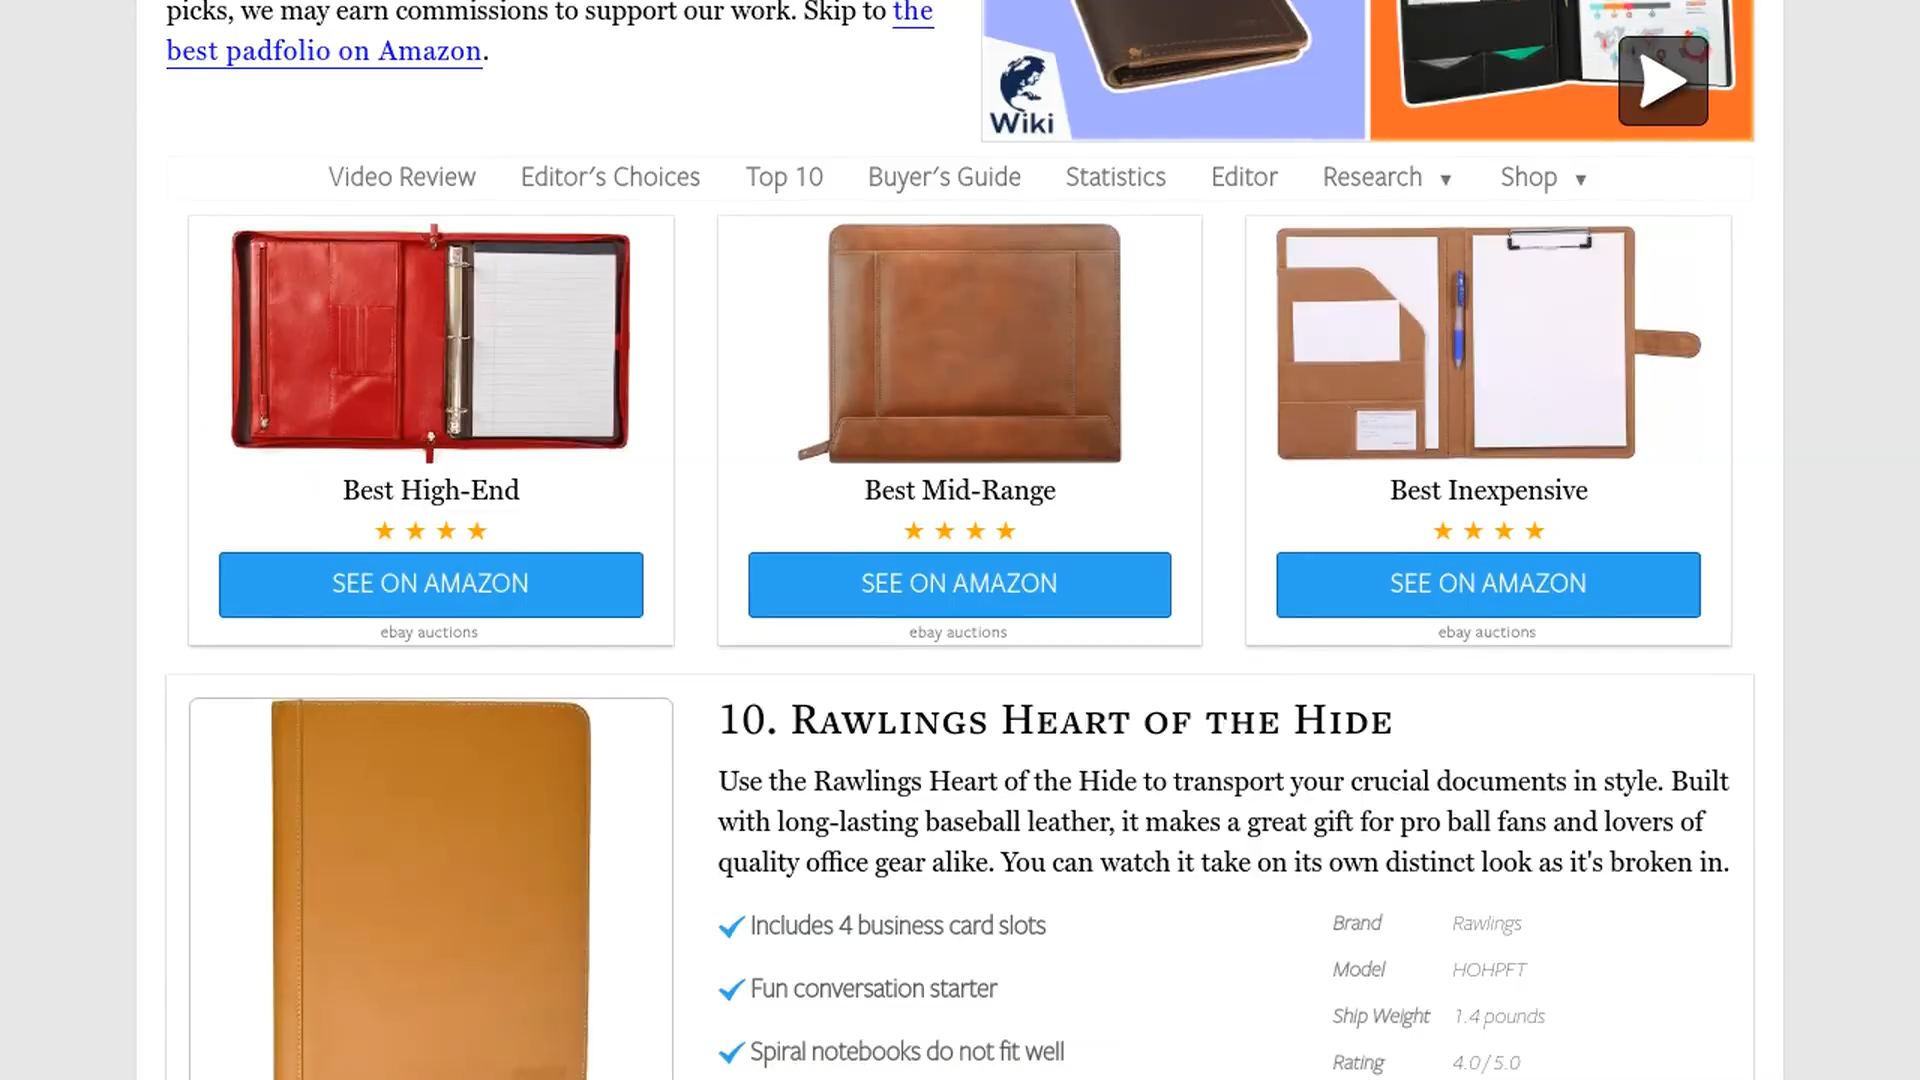 picks, we may earn commissions to support our work. Skip to the
best padfolio on Amazon.
Wiki
Video Review Editor's Choices Top 10 Buyer's Guide Statistics Editor Research ▼ Shop ▼
Best High-End
★ ★ ★ ★
SEE ON AMAZON
ebay auctions
Best Mid-Range
★ ★ ★ ★
SEE ON AMAZON
ebay auctions
Best Inexpensive
★ ★ ★ ★
SEE ON AMAZON
ebay auctions
10. Rawlings Heart of the Hide
Use the Rawlings Heart of the Hide to transport your crucial documents in style. Built
with long-lasting baseball leather, it makes a great gift for pro ball fans and lovers of
quality office gear alike. You can watch it take on its own distinct look as it's broken in.
Includes 4 business card slots
Fun conversation starter
Spiral notebooks do not fit well
Brand Rawlings
Model HOHPFT
Ship Weight 1.4 pounds
Rating 4.0 / 5.0